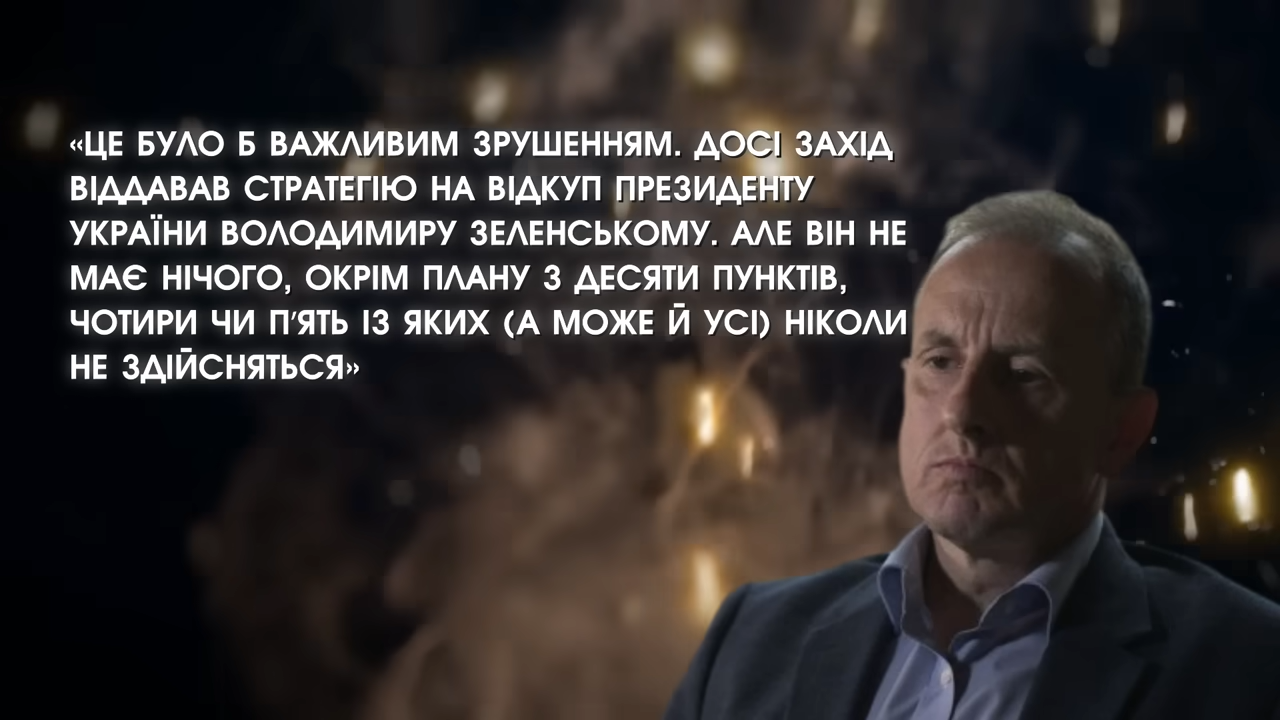 «ЦЕ БУЛО Б ВАЖЛИВИМ ЗРУШЕННЯМ. ДОСІ ЗАХІД
ВІДДАВАВ СТРАТЕГІЮ НА ВІДКУП ПРЕЗИДЕНТУ
УКРАЇНИ ВОЛОДИМИРУ ЗЕЛЕНСЬКОМУ. АЛЕ ВІН НЕ
МАЄ НІЧОГО, ОКРІМ ПЛАНУ З ДЕСЯТИ ПУНКТІВ,
ЧОТИРИ ЧИ П'ЯТЬ ІЗ ЯКИХ (А МОЖЕ Й УСІ) НІКОЛИ
НЕ ЗДІЙСНЯТЬСЯ»